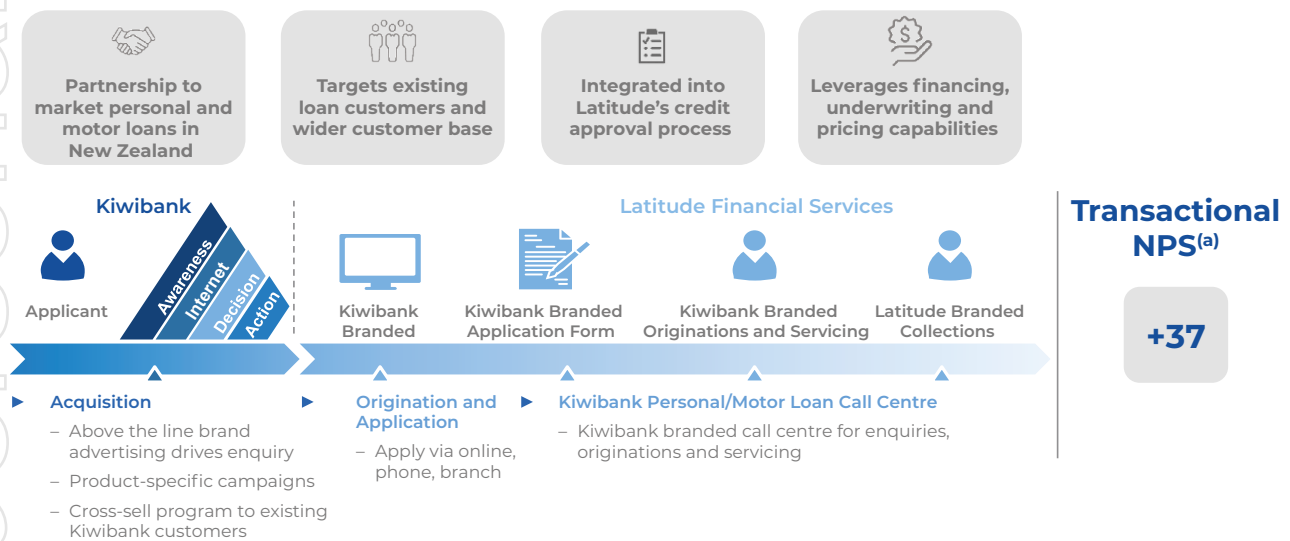 Partnership to
market personal and
motor loans in
New Zealand
Targets existing
loan customers and
wider customer base
Integrated into
Latitude's credit
approval process
Leverages financing,
underwriting and
pricing capabilities
Kiwibank
Applicant
Awareness
Internet
Decision
Action
Latitude Financial Services
Kiwibank
Branded
Kiwibank Branded
Application Form
Kiwibank Branded
Originations and Servicing
Latitude Branded
Collections
Transactional
NPS(a)
+37
Acquisition
– Above the line brand
advertising drives enquiry
– Product-specific campaigns
– Cross-sell program to existing
Kiwibank customers
Origination and
Application
– Apply via online,
phone, branch
Kiwibank Personal/Motor Loan Call Centre
– Kiwibank branded call centre for enquiries,
originations and servicing